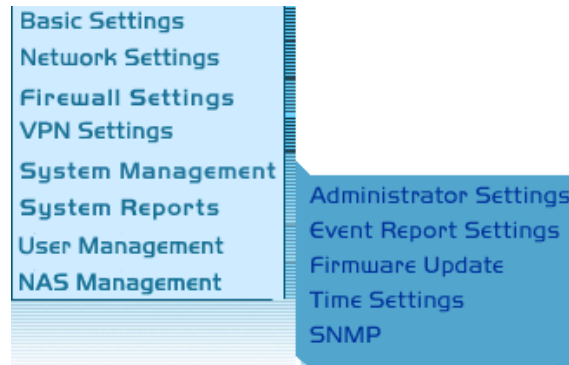 Basic Settings
Network Settings
Firewall Settings
VPN Settings
System Management
System Reports
User Management
NAS Management
Administrator Settings
Event Report Settings
Firmware Update
Time Settings
SNMP